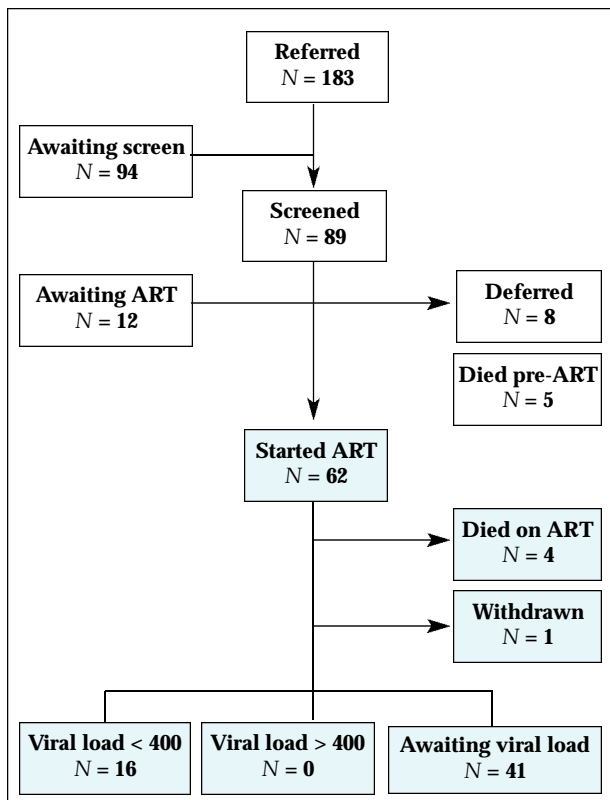 Referred
N = 183
Awaiting screen
N = 94
Screened
N = 89
Awaiting ART
N = 12
Deferred
N = 8
Died pre-ART
N = 5
Started ART
N = 62
Died on ART
N = 4
Withdrawn
N = 1
Viral load < 400
N = 16
Viral load > 400
N = 0
Awaiting viral load
N = 41